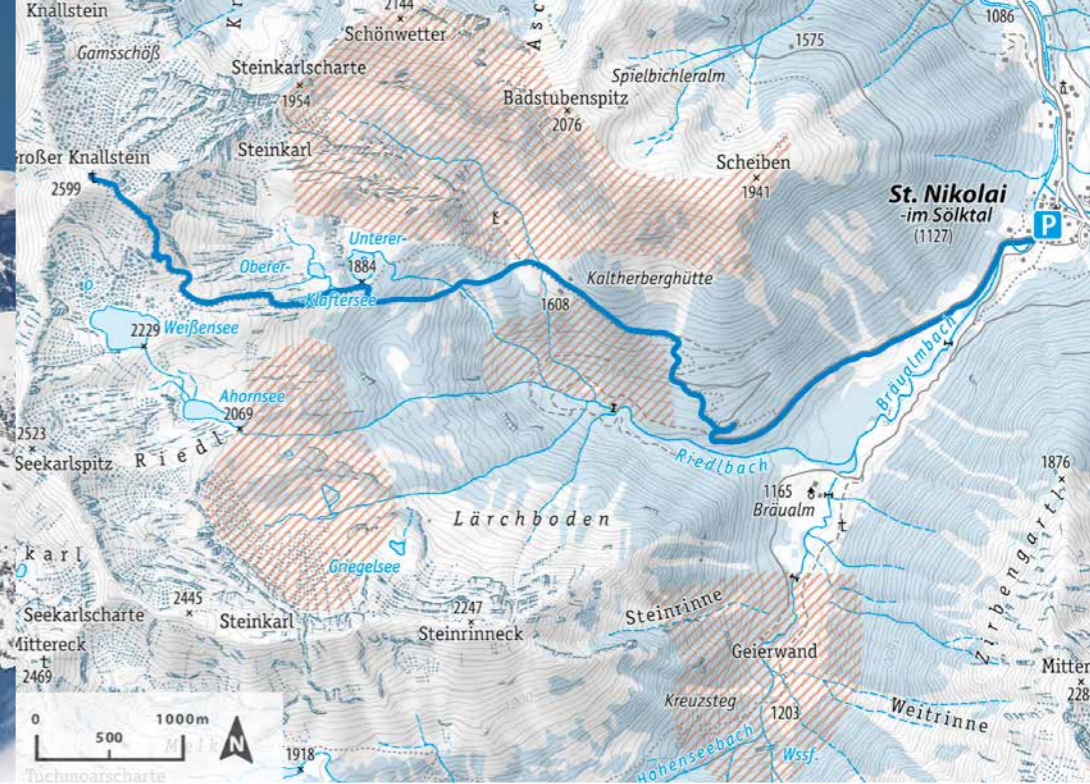 Knallstein
2144
Schönwetter
1086
Gamsschöß
1575
Steinkarlscharte
1954
Spielbichleralm
Badstubenspitz
2076
Steinkarl
Großer Knallstein
2599
Scheiben
1941
St. Nikolai
-im Sölktal
(1127)
P
Unterer-
Oberer-
1884
Klaftersee
Kaltherberghütte
1608
2229 Weißensee
Bräualmbach
Ahornsee
2069
2523
Seekarlspitz
Riedl
Riedlbach
1165
Bräualm
1876
Lärchboden
Zirbengartl
karl
Griegelsee
2445
Seekarlscharte
Steinkarl
2247
Steinrinneck
Steinrinne
Mittereck
2469
Geierwand
Mitter
228
Kreuzsteg
1203
Weitrinne
0
1000m
500
N
1918
Hohenseebach
Wssf.
Tuchmoarscharte